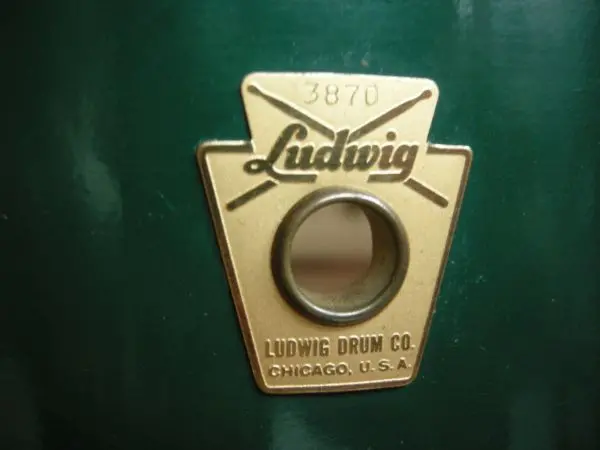 3870
Ludwig
LUDWIG DRUM CO.
CHICAGO, U.S.A.